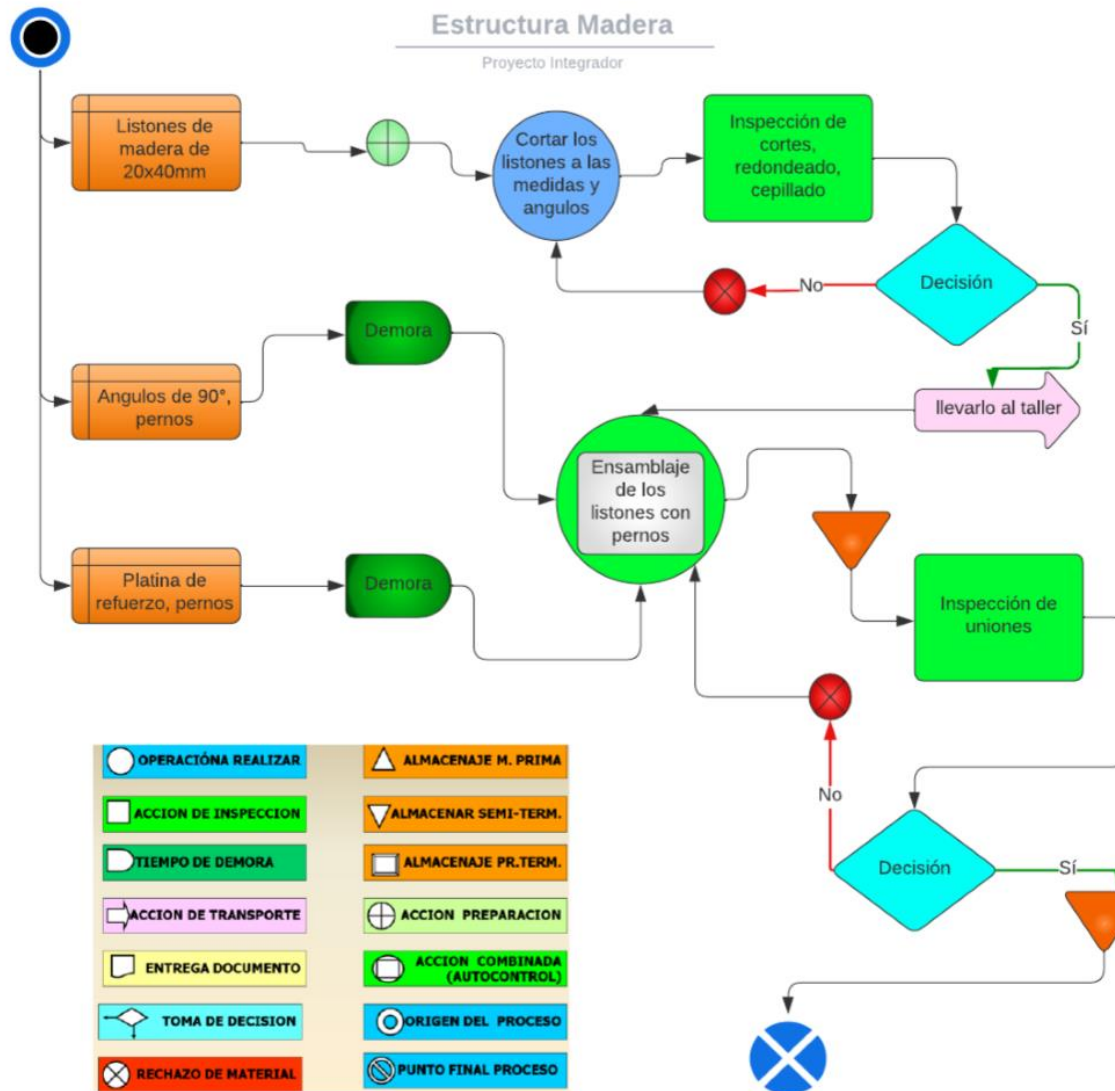 Estructura Madera
Proyecto Integrador
Listones de
madera de
20x40mm
Cortar los
listones a las
medidas y
angulos
Inspección de
cortes,
redondeado,
cepillado
Decisión
No
Sí
Demora
Angulos de 90°,
pernos
llevarlo al taller
Ensamblaje
de los
listones con
pernos
Platina de
refuerzo, pernos
Demora
Inspección de
uniones
No
Decisión
Sí
OPERACIÓNA REALIZAR
ACCION DE INSPECCION
TIEMPO DE DEMORA
ACCION DE TRANSPORTE
ENTREGA DOCUMENTO
TOMA DE DECISION
RECHAZO DE MATERIAL
ALMACENAJE M. PRIMA
ALMACENAR SEMI-TERM.
ALMACENAJE PR.TERM.
ACCION PREPARACION
ACCION COMBINADA
(AUTOCONTROL)
ORIGEN DEL PROCESO
PUNTO FINAL PROCESO